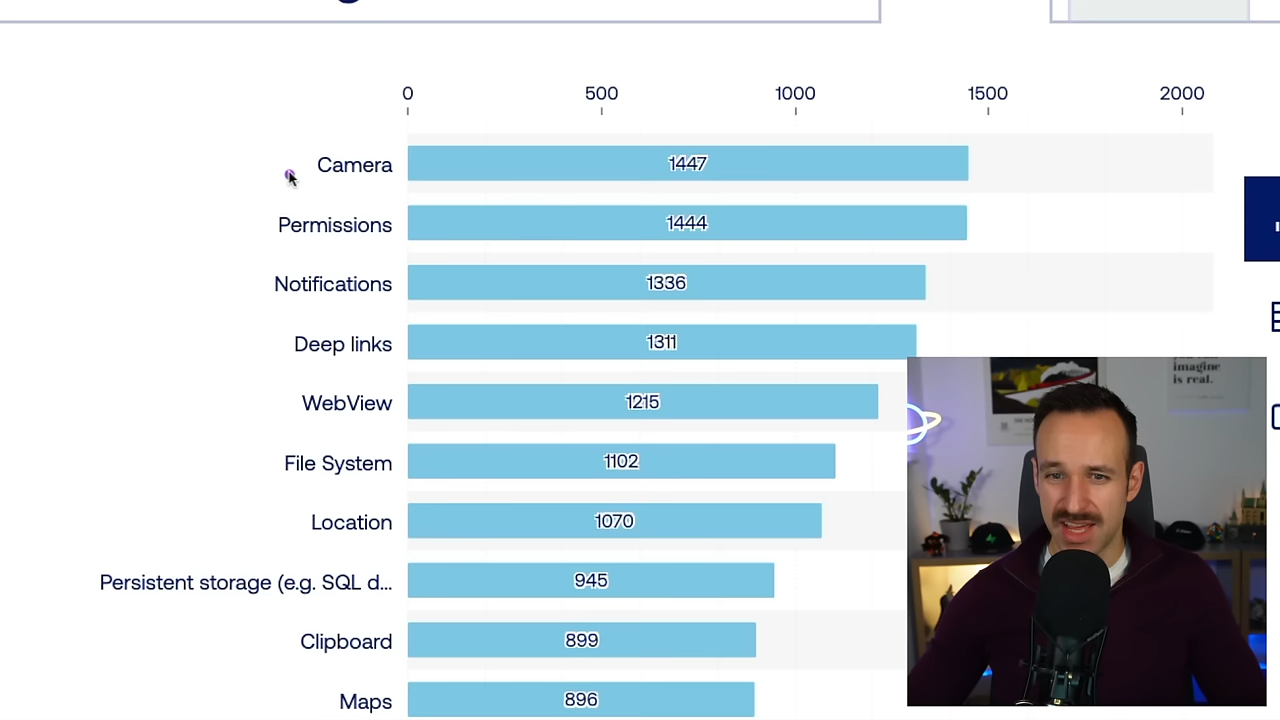 0 500 1000 1500 2000
Camera 1447
Permissions 1444
Notifications 1336
Deep links 1311
WebView 1215
File System 1102
Location 1070
Persistent storage (e.g. SQL d... 945
Clipboard 899
Maps 896
imagine
is real.